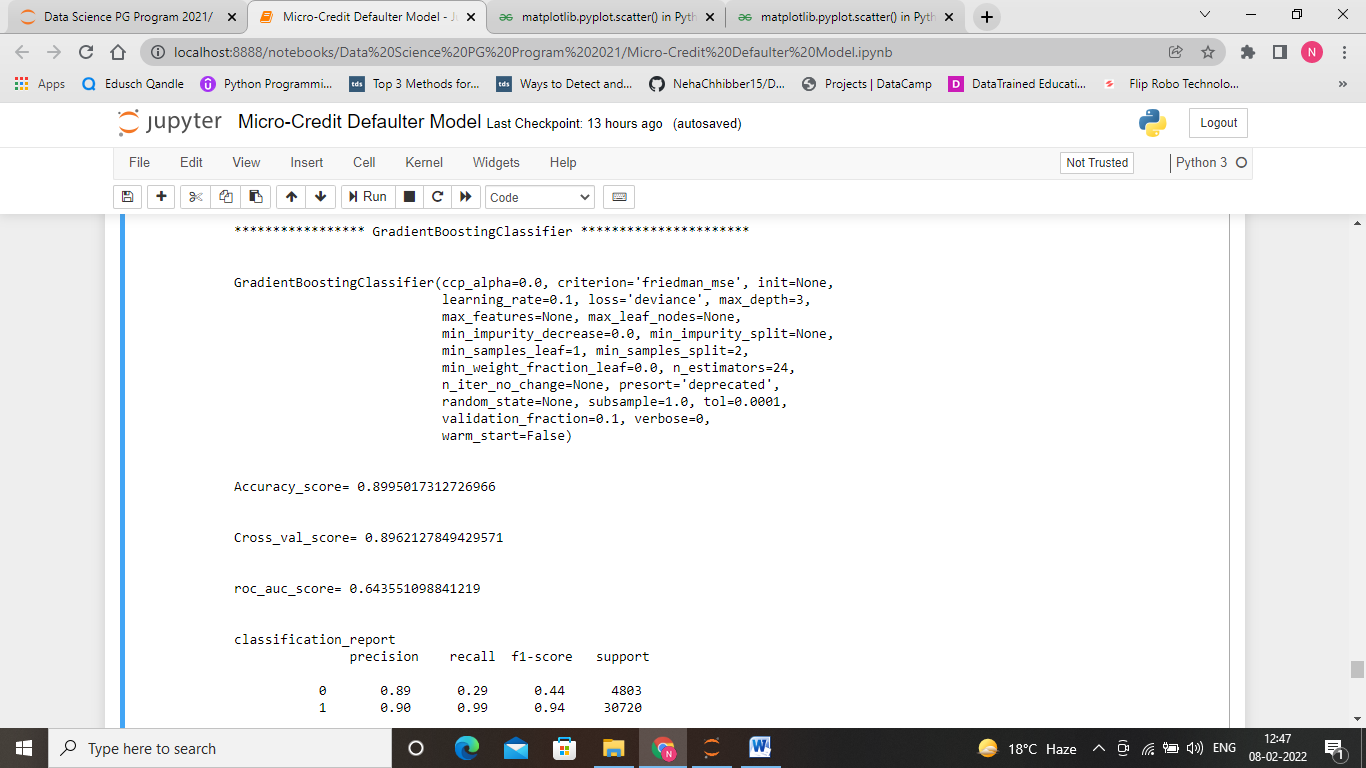 Data Science PG Program 2021/
Micro-Credit Defaulter Model - J
matplotlib.pyplot.scatter() in Pyth
matplotlib.pyplot.scatter() in Pyth
localhost:8888/notebooks/Data%20Science%20PG%20Program%202021/Micro-Credit%20Defaulter%20Model.ipynb
N
Apps
Edusch Qandle
Python Programmi...
tds Top 3 Methods for...
tds Ways to Detect and...
NehaChhibber15/D...
Projects | DataCamp
D DataTrained Educati...
Flip Robo Technolo...
»
jupyter Micro-Credit Defaulter Model Last Checkpoint: 13 hours ago (autosaved)
Logout
File Edit View Insert Cell Kernel Widgets Help
Not Trusted
Python 3
Run
Code
***************** GradientBoostingClassifier **********************
GradientBoostingClassifier(ccp_alpha=0.0, criterion='friedman_mse', init=None,
learning_rate=0.1, loss='deviance', max_depth=3,
max_features=None, max_leaf_nodes=None,
min_impurity_decrease=0.0, min_impurity_split=None,
min_samples_leaf=1, min_samples_split=2,
min_weight_fraction_leaf=0.0, n_estimators=24,
n_iter_no_change=None, presort='deprecated',
random_state=None, subsample=1.0, tol=0.0001,
validation_fraction=0.1, verbose=0,
warm_start=False)
Accuracy_score= 0.8995017312726966
Cross_val_score= 0.8962127849429571
roc_auc_score= 0.643551098841219
classification_report
precision recall f1-score support
0 0.89 0.29 0.44 4803
1 0.90 0.99 0.94 30720
Type here to search
N
W
18°C Haze
ENG
12:47
08-02-2022
1